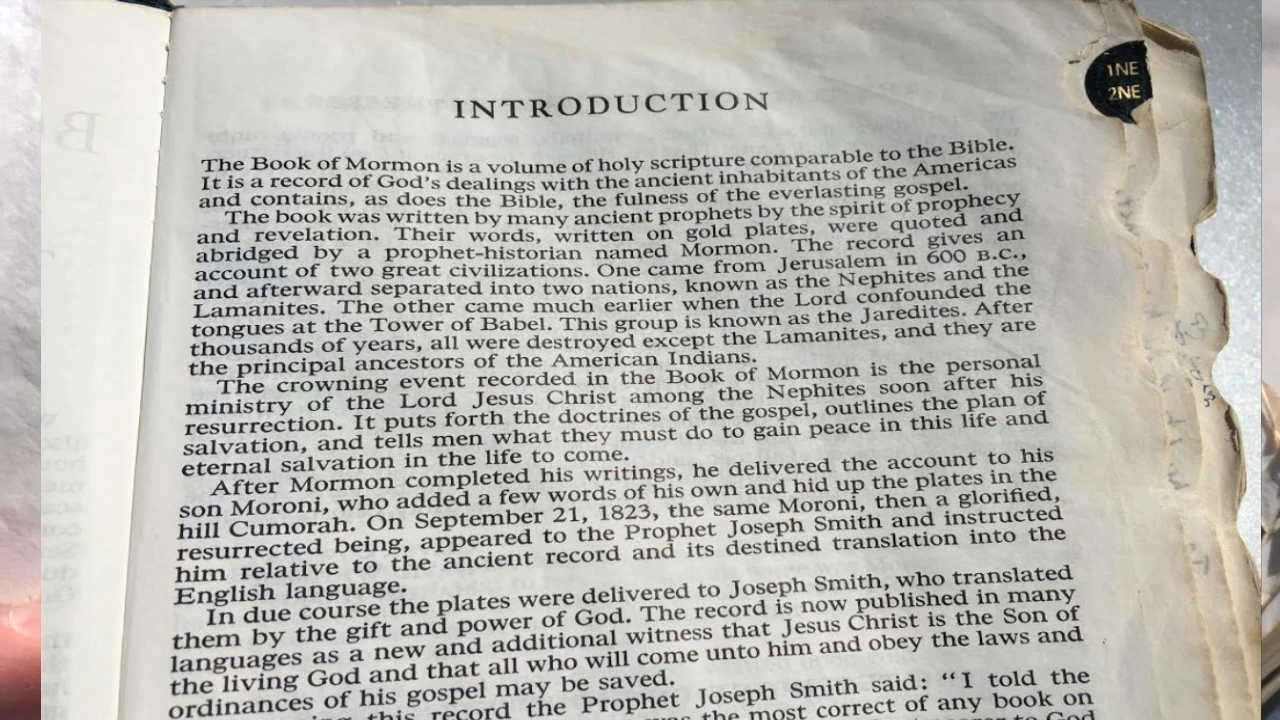 INTRODUCTION
1NE
2NE
The Book of Mormon is a volume of holy scripture comparable to the Bible.
It is a record of God's dealings with the ancient inhabitants of the Americas
and contains, as does the Bible, the fulness of the everlasting gospel.
The book was written by many ancient prophets by the spirit of prophecy
and revelation. Their words, written on gold plates, were quoted and
abridged by a prophet-historian named Mormon. The record gives an
account of two great civilizations. One came from Jerusalem in 600 B.C.,
and afterward separated into two nations, known as the Nephites and the
Lamanites. The other came much earlier when the Lord confounded the
tongues at the Tower of Babel. This group is known as the Jaredites. After
thousands of years, all were destroyed except the Lamanites, and they are
the principal ancestors of the American Indians.
The crowning event recorded in the Book of Mormon is the personal
ministry of the Lord Jesus Christ among the Nephites soon after his
resurrection. It puts forth the doctrines of the gospel, outlines the plan of
salvation, and tells men what they must do to gain peace in this life and
eternal salvation in the life to come.
After Mormon completed his writings, he delivered the account to his
son Moroni, who added a few words of his own and hid up the plates in the
hill Cumorah. On September 21, 1823, the same Moroni, then a glorified,
resurrected being, appeared to the Prophet Joseph Smith and instructed
him relative to the ancient record and its destined translation into the
English language.
In due course the plates were delivered to Joseph Smith, who translated
them by the gift and power of God. The record is now published in many
languages as a new and additional witness that Jesus Christ is the Son of
the living God and that all who will come unto him and obey the laws and
ordinances of his gospel may be saved.
this record the Prophet Joseph Smith said: "I told the
the most correct of any book on
to God